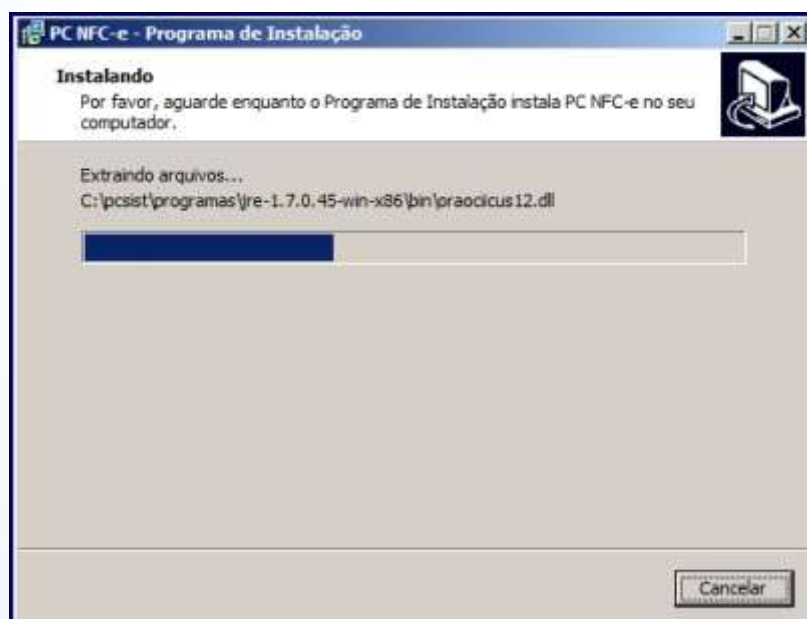 PC NFC-e - Programa de Instalação
Instalando
Por favor, aguarde enquanto o Programa de Instalação instala PC NFC-e no seu
computador.
Extraindo arquivos...
C:\pcsist\programas\jre-1.7.0.45-win-x86\bin\oraociicus12.dll
Cancelar